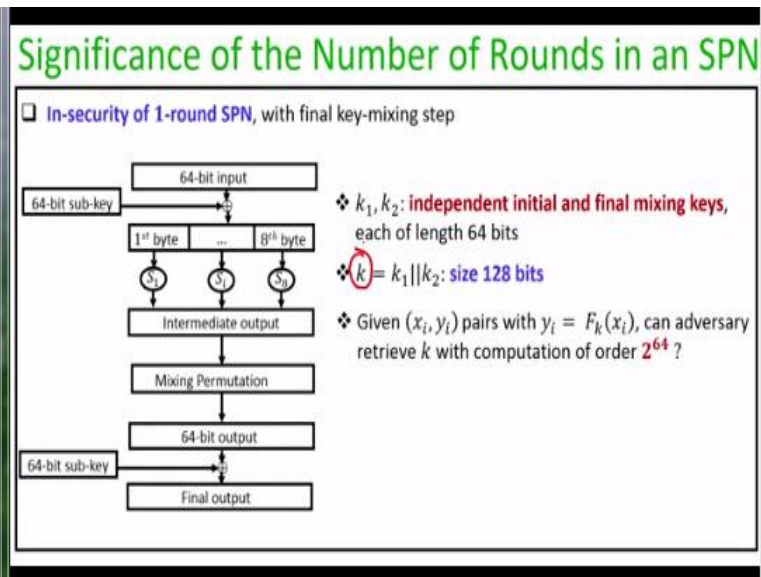 Significance of the Number of Rounds in an SPN
❑ In-security of 1-round SPN, with final key-mixing step
64-bit input
64-bit sub-key
⊕
1st byte ... 8th byte
S₁ Sᵢ S₈
Intermediate output
Mixing Permutation
64-bit output
64-bit sub-key
⊕
Final output
❖ k₁, k₂: independent initial and final mixing keys,
each of length 64 bits
❖ k = k₁||k₂: size 128 bits
❖ Given (xᵢ, yᵢ) pairs with yᵢ = Fₖ(xᵢ), can adversary
retrieve k with computation of order 2⁶⁴ ?